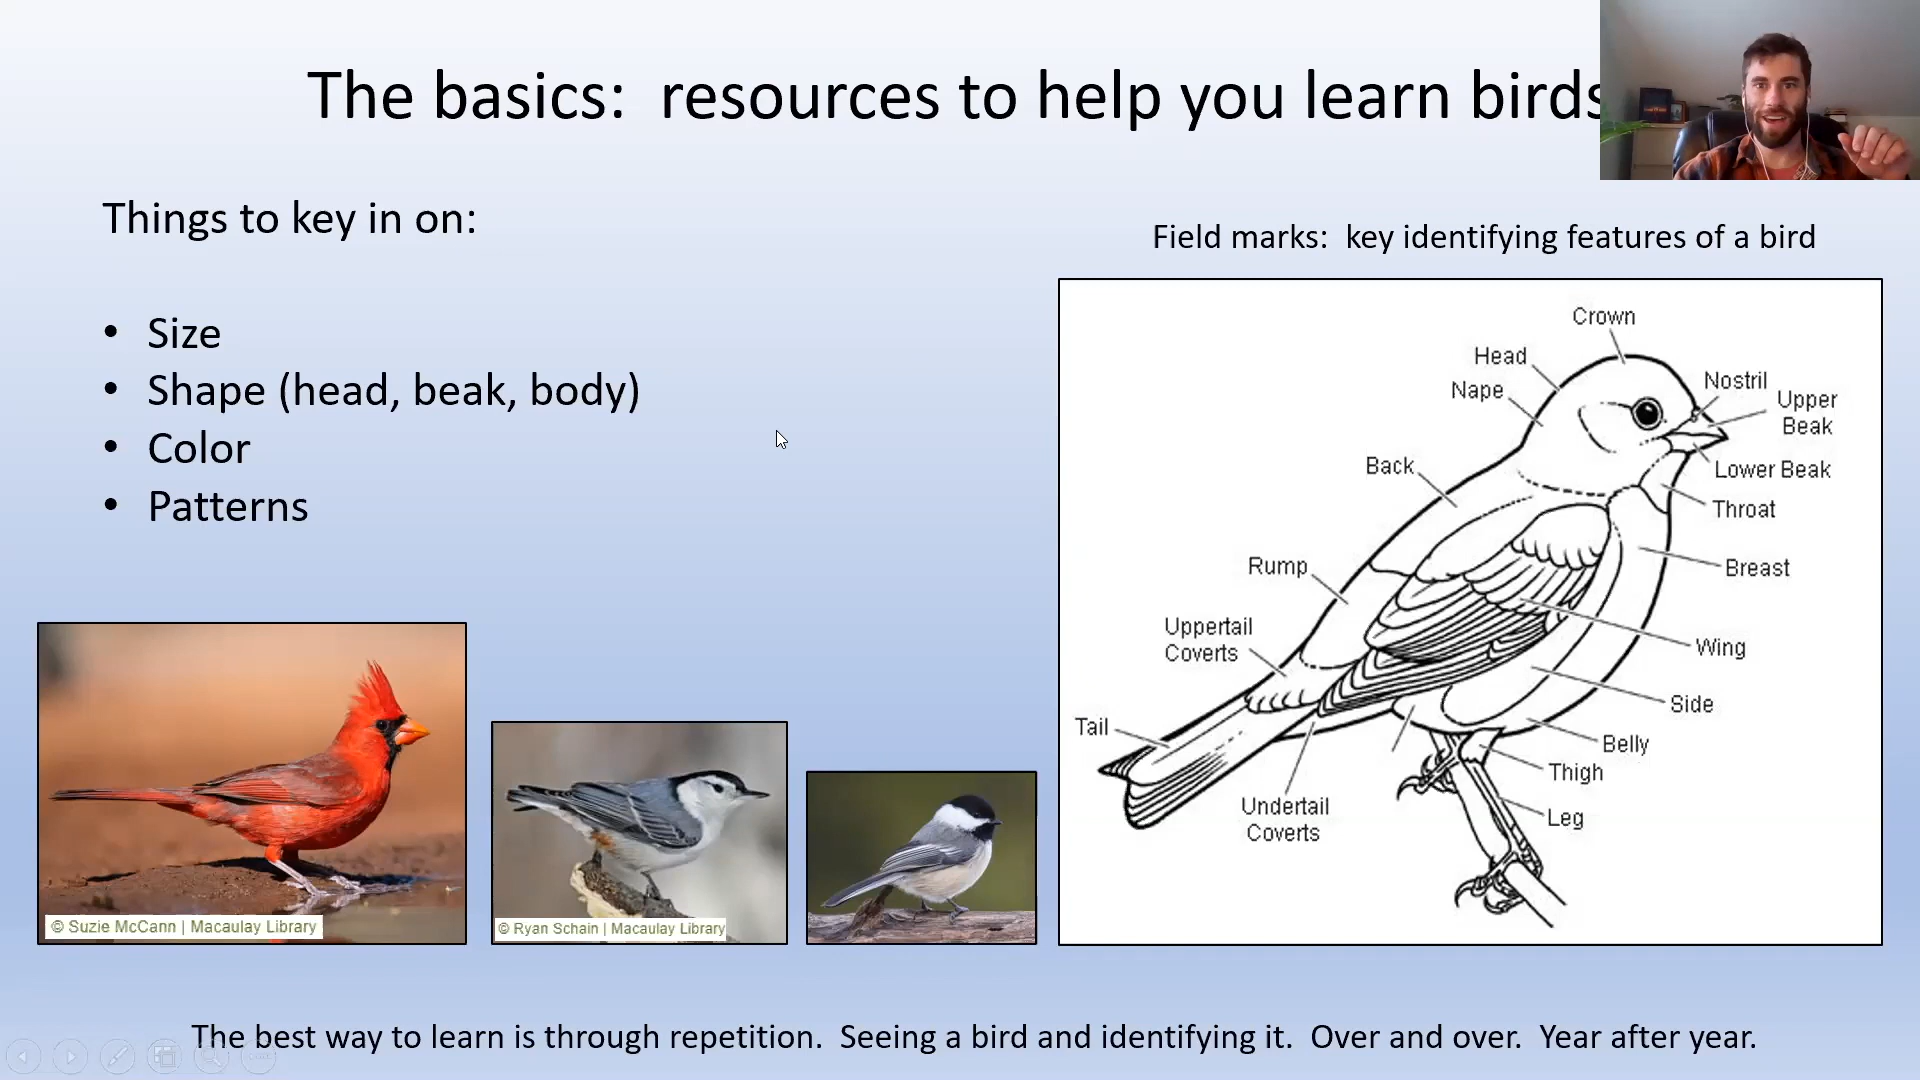 The basics:  resources to help you learn birds
Things to key in on:
• Size
• Shape (head, beak, body)
• Color
• Patterns
Field marks:  key identifying features of a bird
Crown
Head
Nape
Nostril
Upper
Beak
Lower Beak
Back
Throat
Breast
Rump
Wing
Uppertail
Coverts
Side
Tail
Belly
Thigh
Undertail
Coverts
Leg
© Suzie McCann | Macaulay Library
© Ryan Schain | Macaulay Library
The best way to learn is through repetition.  Seeing a bird and identifying it.  Over and over.  Year after year.